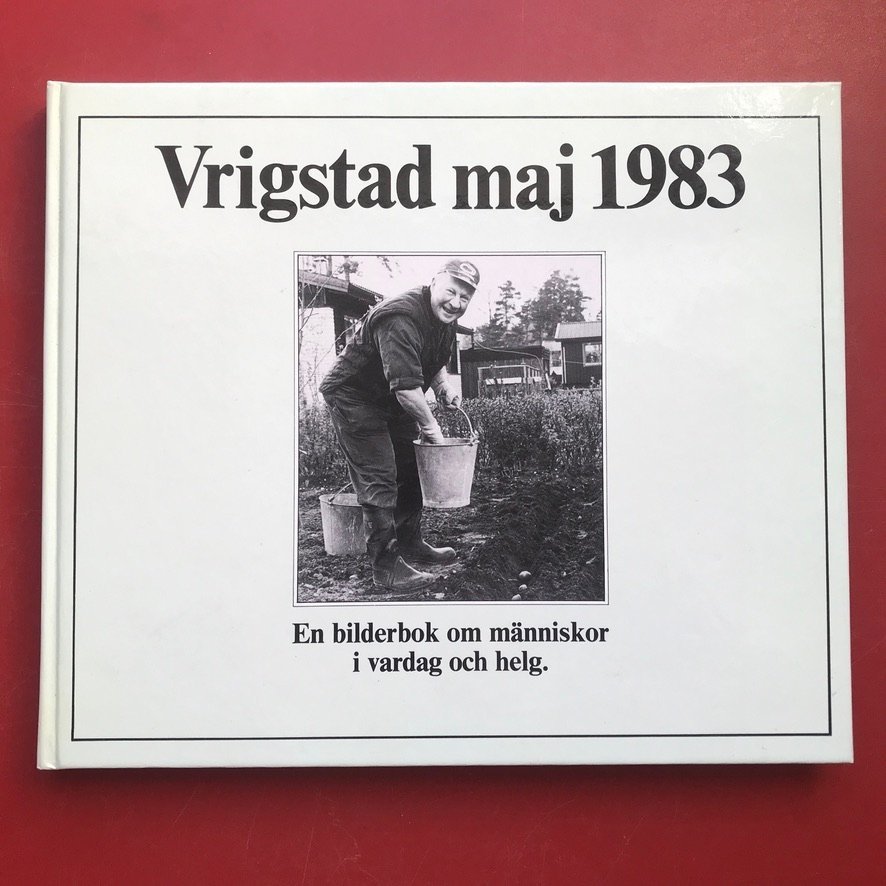 Vrigstad maj 1983
En bilderbok om människor
i vardag och helg.